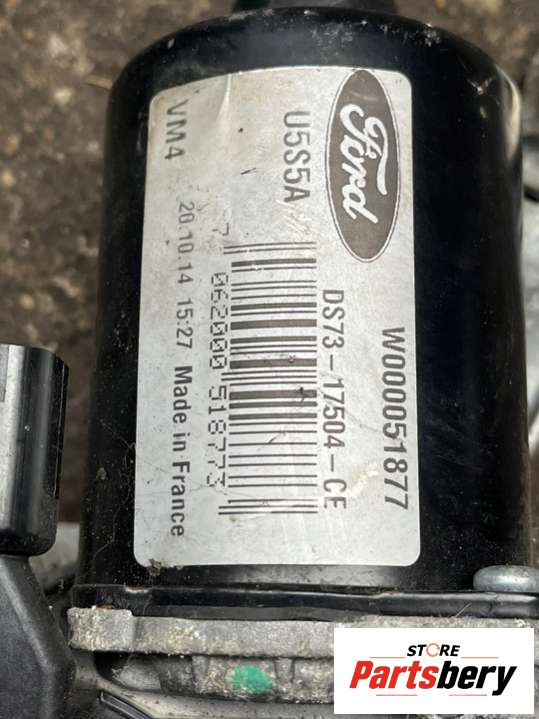 Ford
W000051877
U5S5A
DS73-17504-CE
7 062000 518773
VM4
20.10.14 15:27 Made in France
STORE
Partsbery